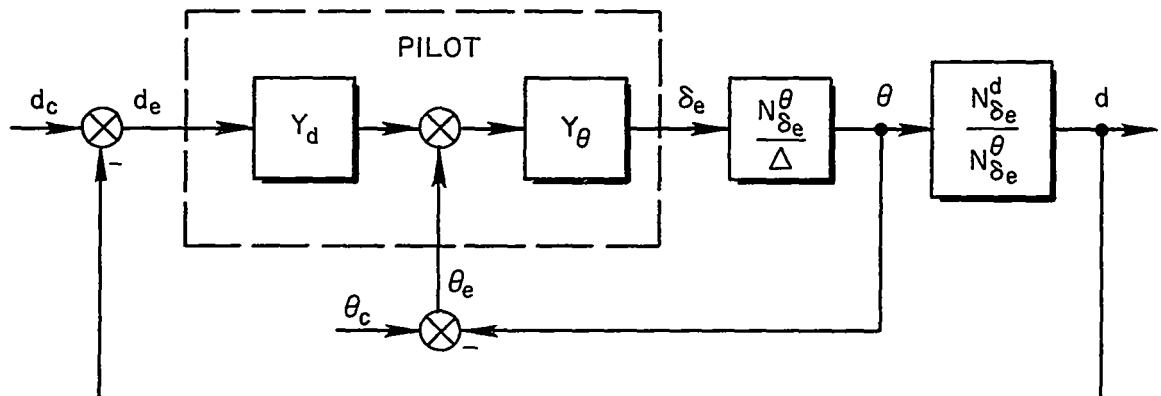 PILOT
d_c
d_e
Y_d
Y_θ
δ_e
N^θ_δe
Δ
θ
N^d_δe
N^θ_δe
d
-
θ_e
θ_c
-